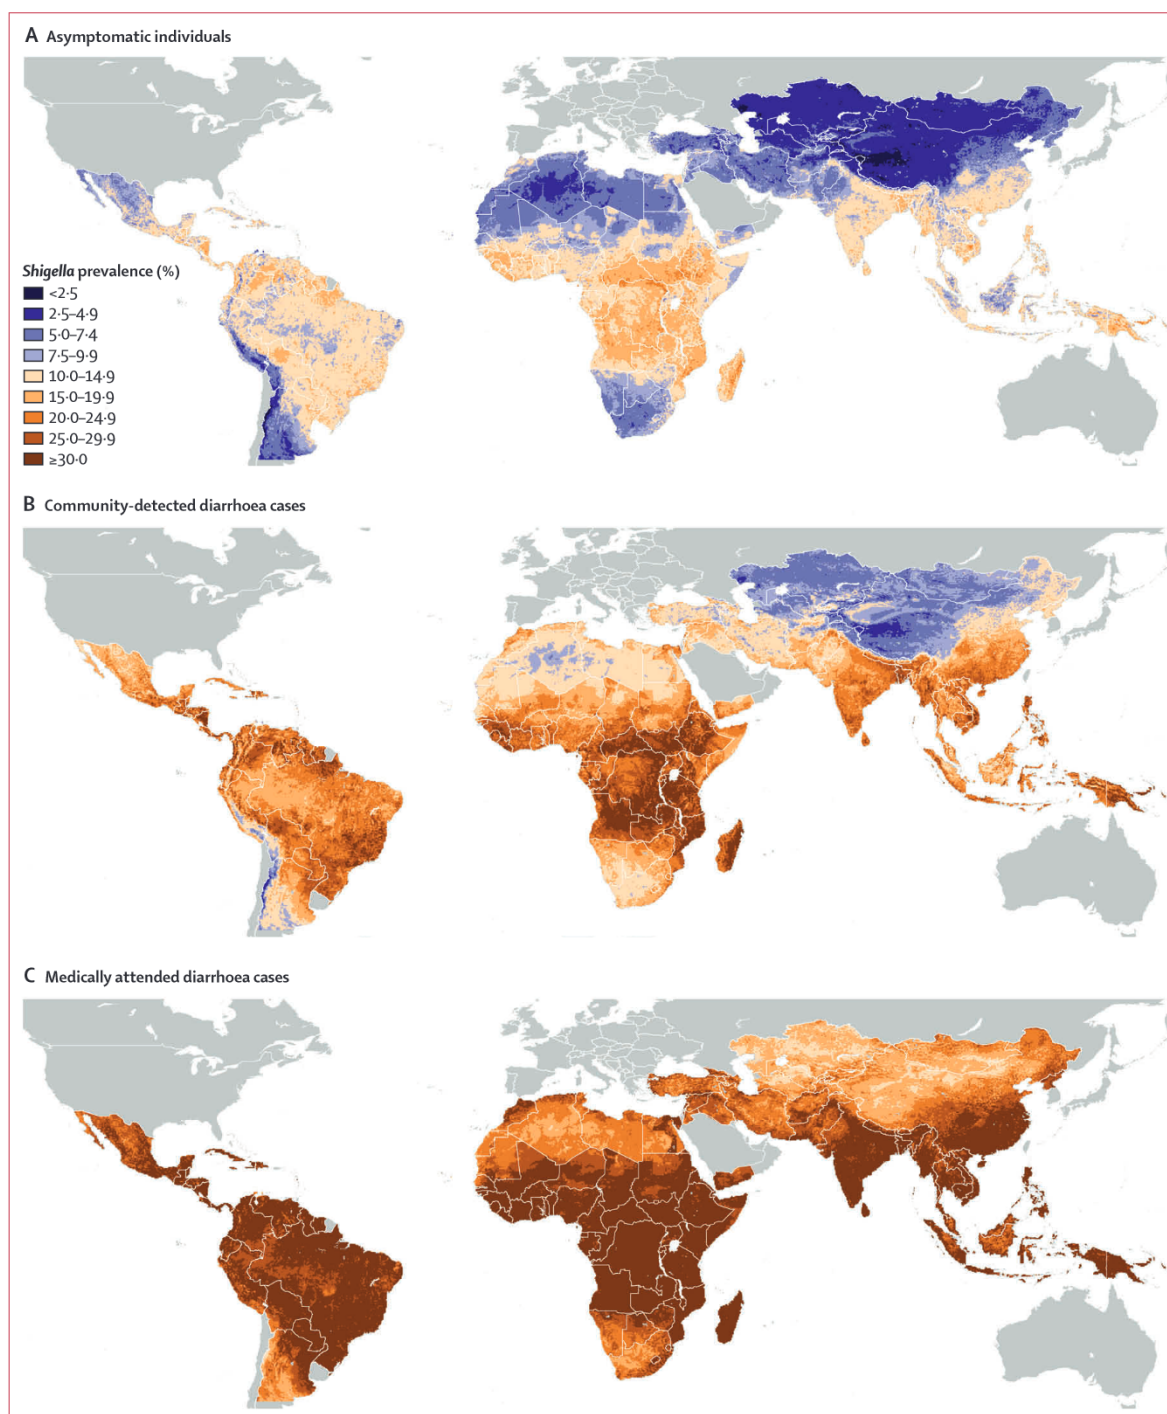 A Asymptomatic individuals
Shigella prevalence (%)
<2·5
2·5–4·9
5·0–7·4
7·5–9·9
10·0–14·9
15·0–19·9
20·0–24·9
25·0–29·9
≥30·0
B Community-detected diarrhoea cases
C Medically attended diarrhoea cases